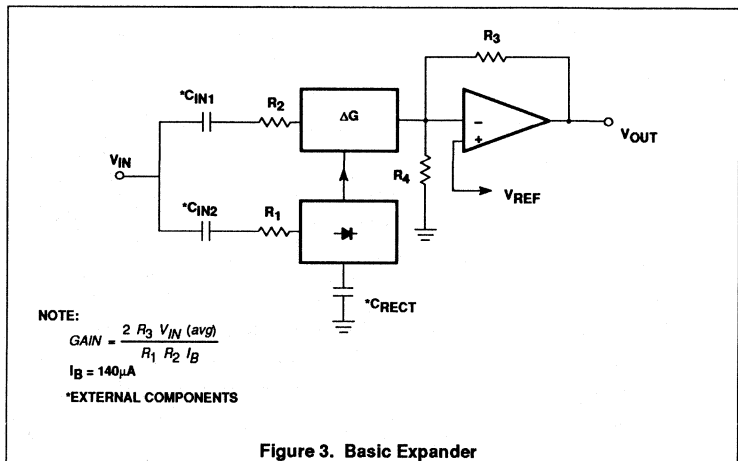 R3
*CIN1
R2
ΔG
−
+
VOUT
VIN
R4
VREF
*CIN2
R1
*CRECT
NOTE:
GAIN = 2 R3 VIN (avg) / R1 R2 IB
IB = 140μA
*EXTERNAL COMPONENTS
Figure 3. Basic Expander